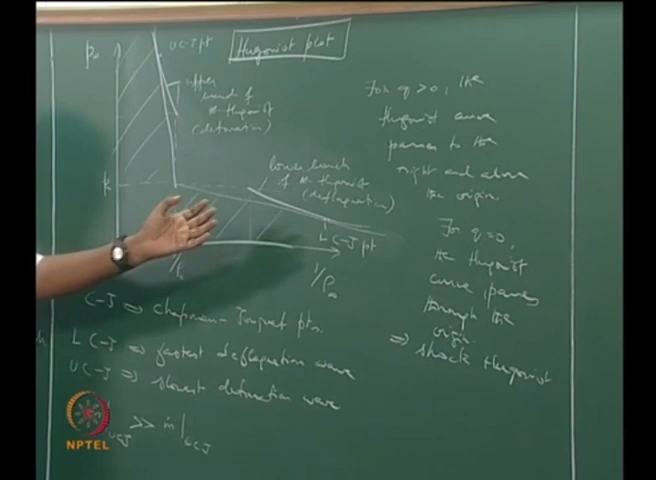 Hugoniot plot
P∞
U C-J pt
upper
branch of
Hugoniot
(detonation)
For q > 0, the
Hugoniot curve
passes to the
right and above
the origin
lower branch
of Hugoniot
(deflagration)
L C-J pt
For q = 0,
the Hugoniot
curve passes
through the
origin
⇒ Shock Hugoniot
1/ρ∞
C-J ⇒ Chapman-Jouguet pts.
L C-J ⇒ fastest deflagration wave
U C-J ⇒ slowest detonation wave
UCJ >> ṁ|LCJ
NPTEL